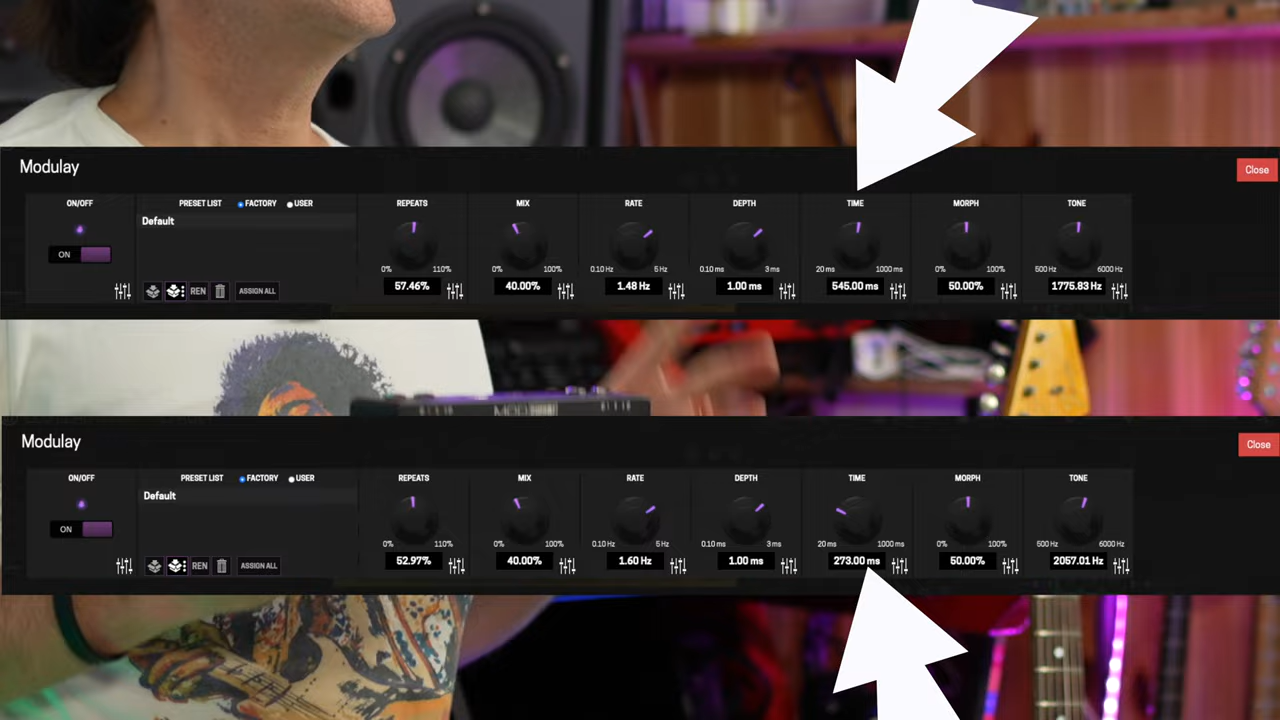 Modulay
Close
ON/OFF PRESET LIST FACTORY USER REPEATS MIX RATE DEPTH TIME MORPH TONE
Default
ON
0% 110% 0% 100% 0.10 Hz 5 Hz 0.10 ms 3 ms 20 ms 1000 ms 0% 100% 500 Hz 6000 Hz
REN ASSIGN ALL 57.46% 40.00% 1.48 Hz 1.00 ms 545.00 ms 50.00% 1775.83 Hz
Modulay
Close
ON/OFF PRESET LIST FACTORY USER REPEATS MIX RATE DEPTH TIME MORPH TONE
Default
ON
0% 110% 0% 100% 0.10 Hz 5 Hz 0.10 ms 3 ms 20 ms 1000 ms 0% 100% 500 Hz 6000 Hz
REN ASSIGN ALL 52.97% 40.00% 1.60 Hz 1.00 ms 273.00 ms 50.00% 2057.01 Hz